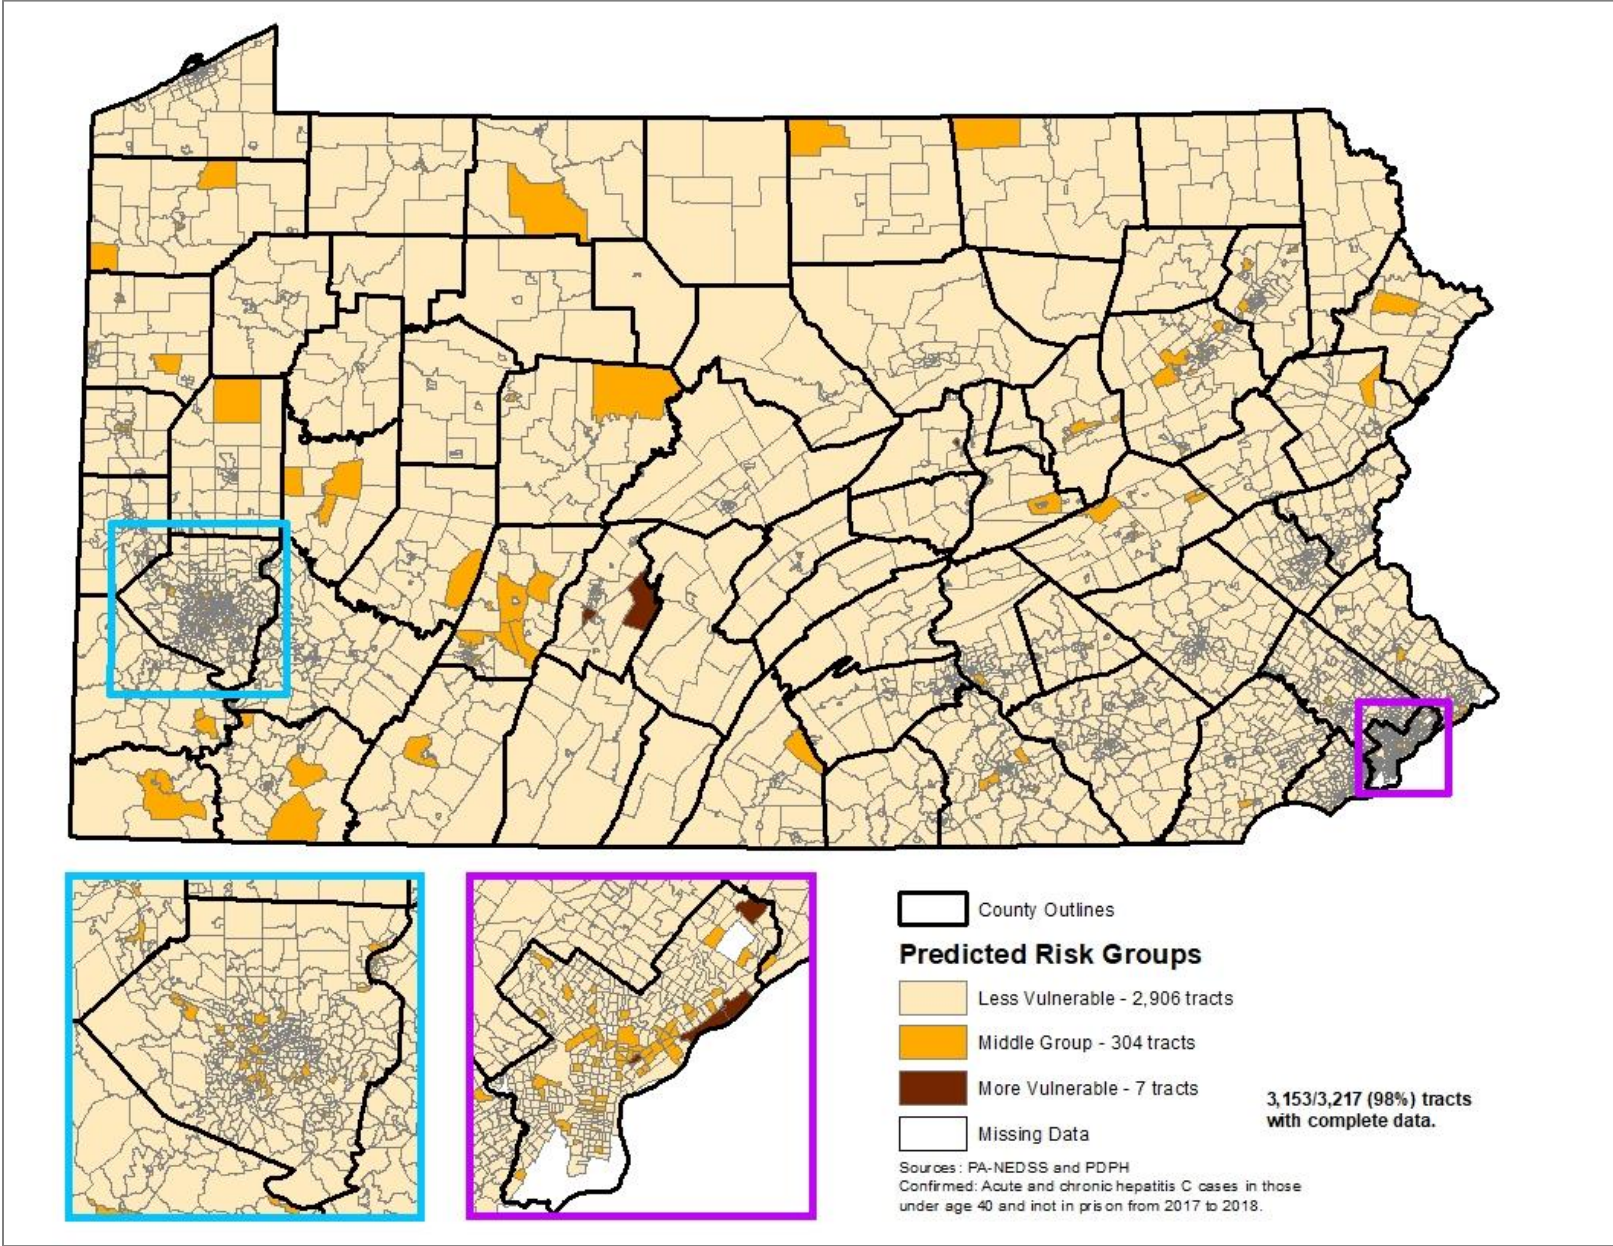 County Outlines
Predicted Risk Groups
Less Vulnerable - 2,906 tracts
Middle Group - 304 tracts
More Vulnerable - 7 tracts
Missing Data
3,153/3,217 (98%) tracts
with complete data.
Sources: PA-NEDSS and PDPH
Confirmed: Acute and chronic hepatitis C cases in those
under age 40 and inot in prison from 2017 to 2018.